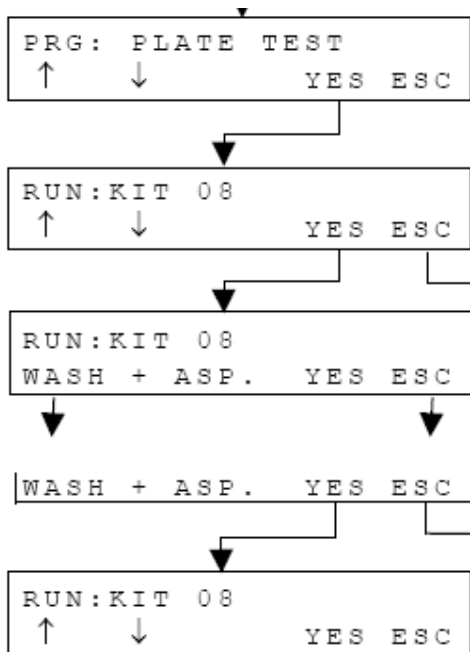 PRG: PLATE TEST
↑ ↓ YES ESC
RUN:KIT 08
↑ ↓ YES ESC
RUN:KIT 08
WASH + ASP. YES ESC
WASH + ASP. YES ESC
RUN:KIT 08
↑ ↓ YES ESC